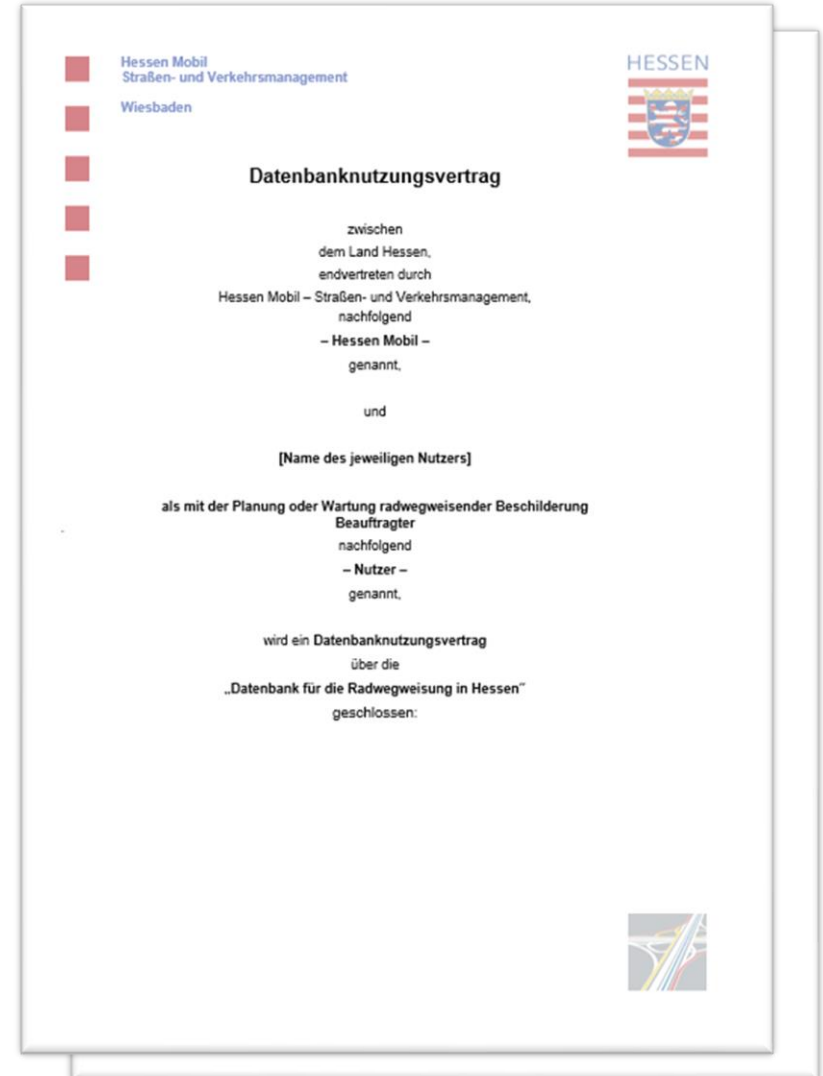 Hessen Mobil
Straßen- und Verkehrsmanagement
Wiesbaden
HESSEN
Datenbanknutzungsvertrag
zwischen
dem Land Hessen,
endvertreten durch
Hessen Mobil – Straßen- und Verkehrsmanagement,
nachfolgend
– Hessen Mobil –
genannt,
und
[Name des jeweiligen Nutzers]
als mit der Planung oder Wartung radwegweisender Beschilderung
Beauftragter
nachfolgend
– Nutzer –
genannt,
wird ein Datenbanknutzungsvertrag
über die
„Datenbank für die Radwegweisung in Hessen“
geschlossen: